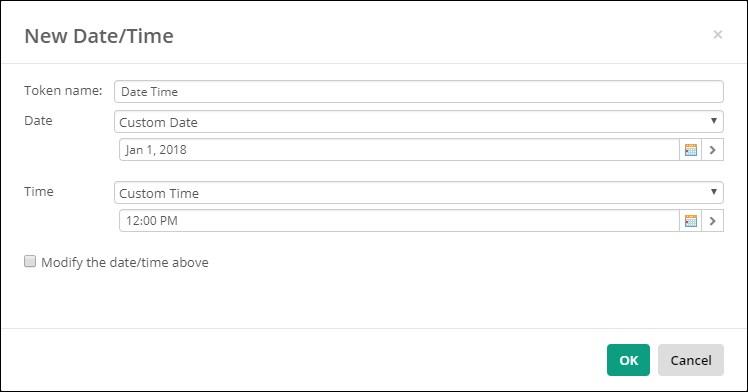 New Date/Time ×
Token name: Date Time
Date Custom Date
Jan 1, 2018
Time Custom Time
12:00 PM
Modify the date/time above
OK Cancel